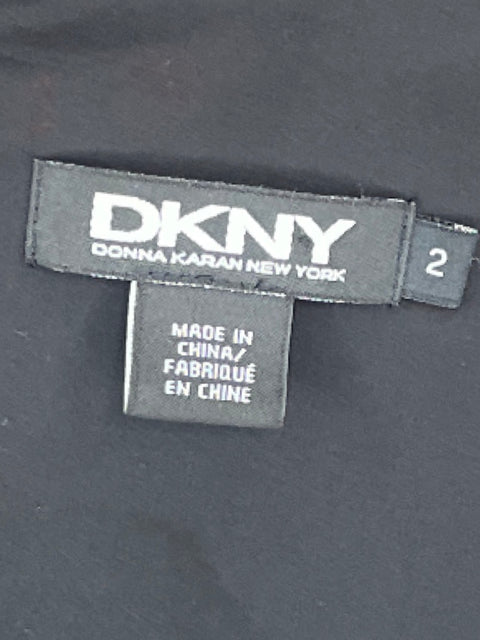 DKNY
DONNA KARAN NEW YORK
2
MADE IN
CHINA/
FABRIQUÉ
EN CHINE